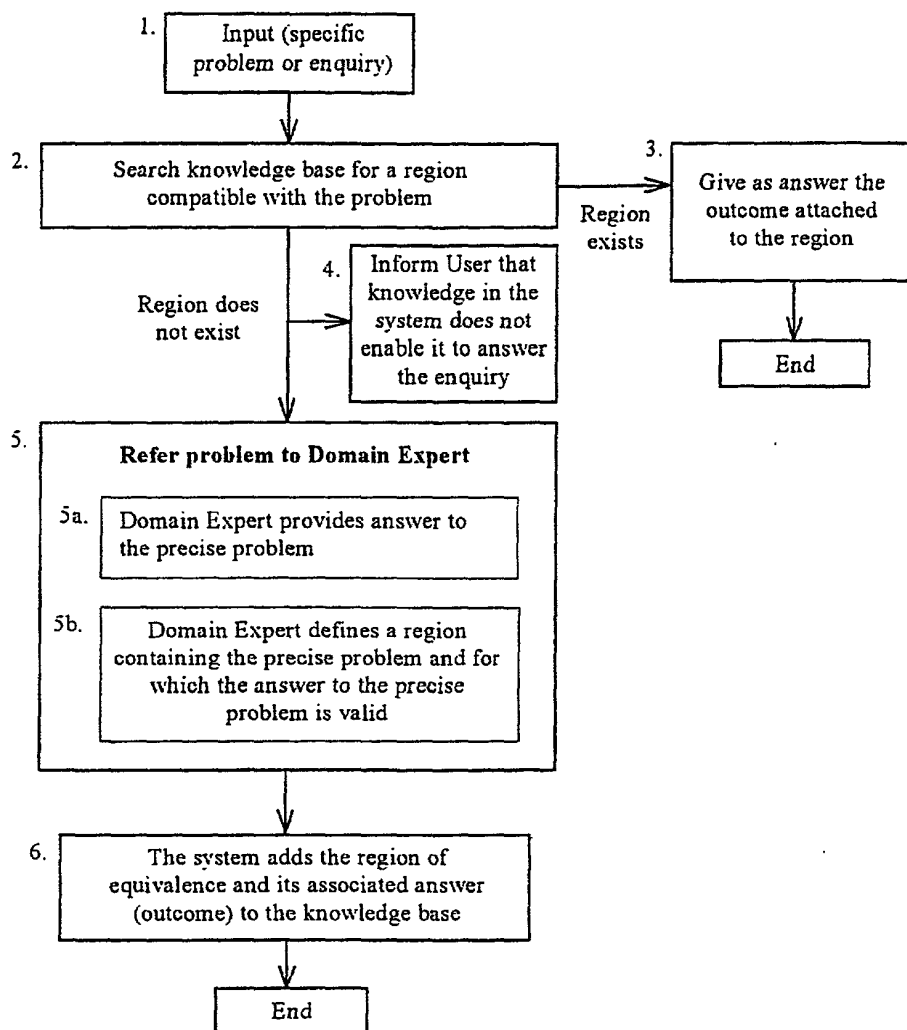 1.
Input (specific
problem or enquiry)
2.
Search knowledge base for a region
compatible with the problem
Region
exists
3.
Give as answer the
outcome attached
to the region
End
Region does
not exist
4.
Inform User that
knowledge in the
system does not
enable it to answer
the enquiry
5.
Refer problem to Domain Expert
5a.
Domain Expert provides answer to
the precise problem
5b.
Domain Expert defines a region
containing the precise problem and for
which the answer to the precise
problem is valid
6.
The system adds the region of
equivalence and its associated answer
(outcome) to the knowledge base
End